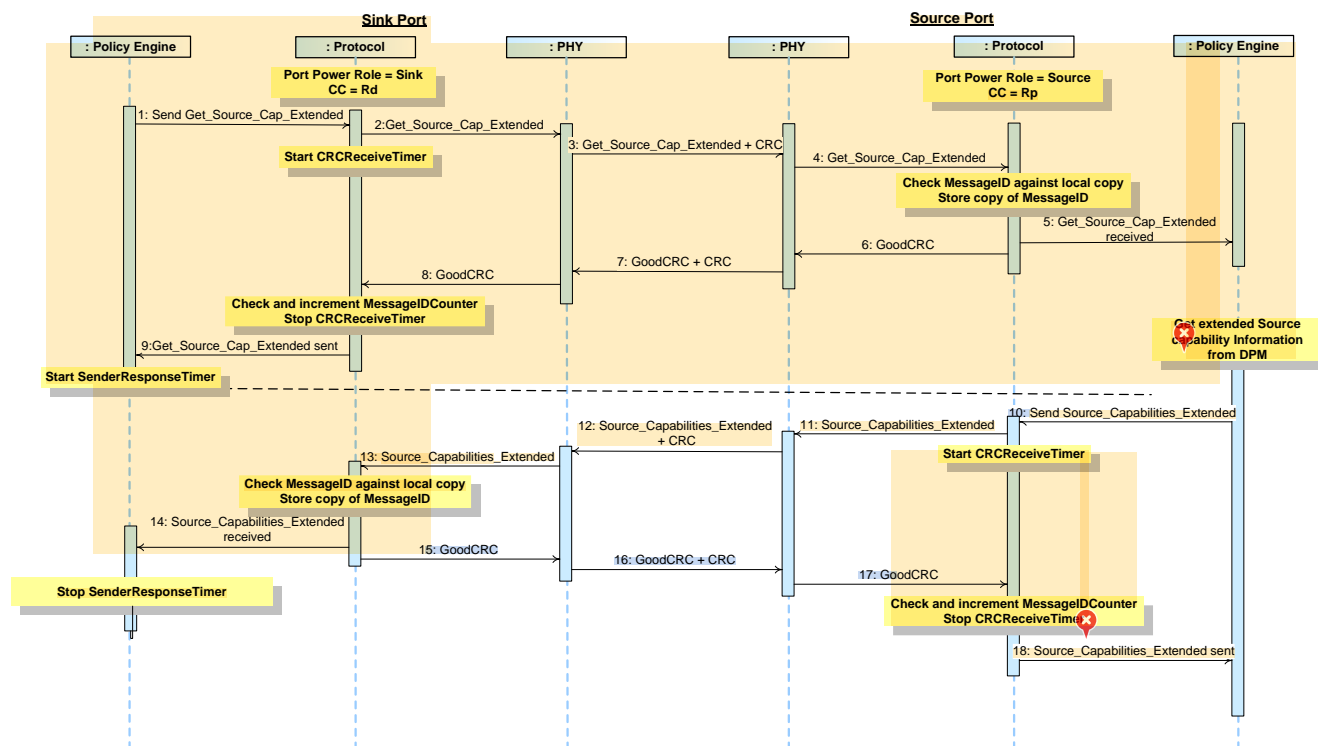 Sink Port
Source Port
: Policy Engine
: Protocol
: PHY
: PHY
: Protocol
: Policy Engine
Port Power Role = Sink
CC = Rd
Port Power Role = Source
CC = Rp
1: Send Get_Source_Cap_Extended
2:Get_Source_Cap_Extended
Start CRCReceiveTimer
3: Get_Source_Cap_Extended + CRC
4: Get_Source_Cap_Extended
Check MessageID against local copy
Store copy of MessageID
5: Get_Source_Cap_Extended
received
6: GoodCRC
7: GoodCRC + CRC
8: GoodCRC
Check and increment MessageIDCounter
Stop CRCReceiveTimer
9:Get_Source_Cap_Extended sent
Get extended Source
capability Information
from DPM
Start SenderResponseTimer
10: Send Source_Capabilities_Extended
11: Source_Capabilities_Extended
12: Source_Capabilities_Extended
+ CRC
Start CRCReceiveTimer
13: Source_Capabilities_Extended
Check MessageID against local copy
Store copy of MessageID
14: Source_Capabilities_Extended
received
15: GoodCRC
16: GoodCRC + CRC
17: GoodCRC
Stop SenderResponseTimer
Check and increment MessageIDCounter
Stop CRCReceiveTimer
18: Source_Capabilities_Extended sent